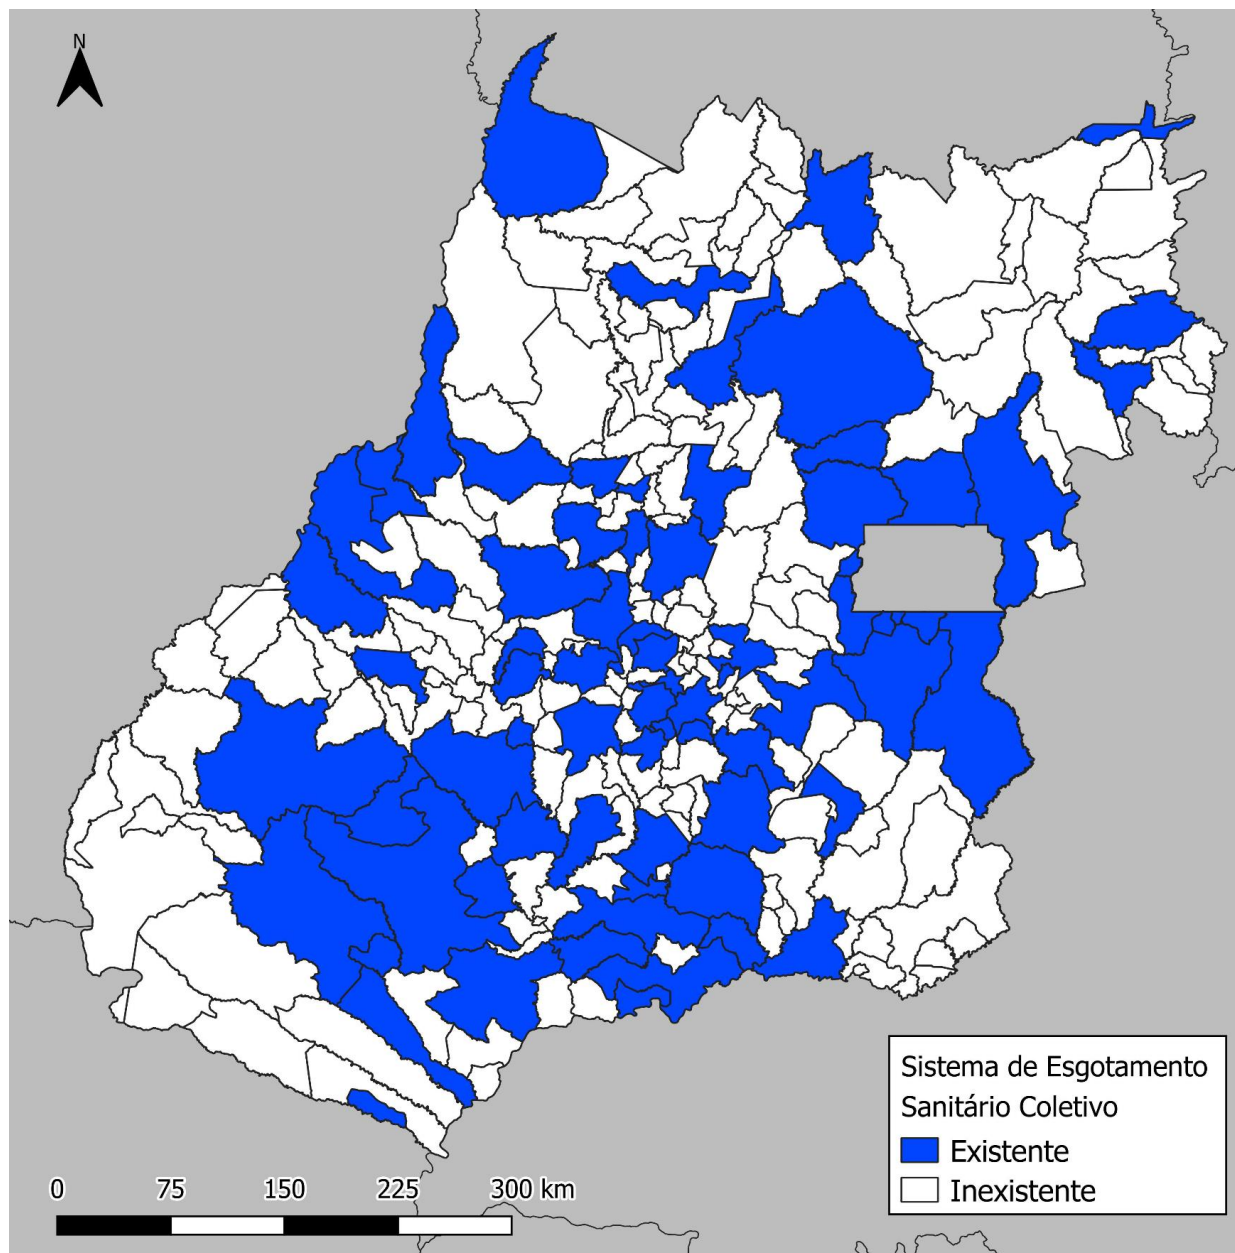 N
Sistema de Esgotamento
Sanitário Coletivo
Existente
Inexistente
0 75 150 225 300 km